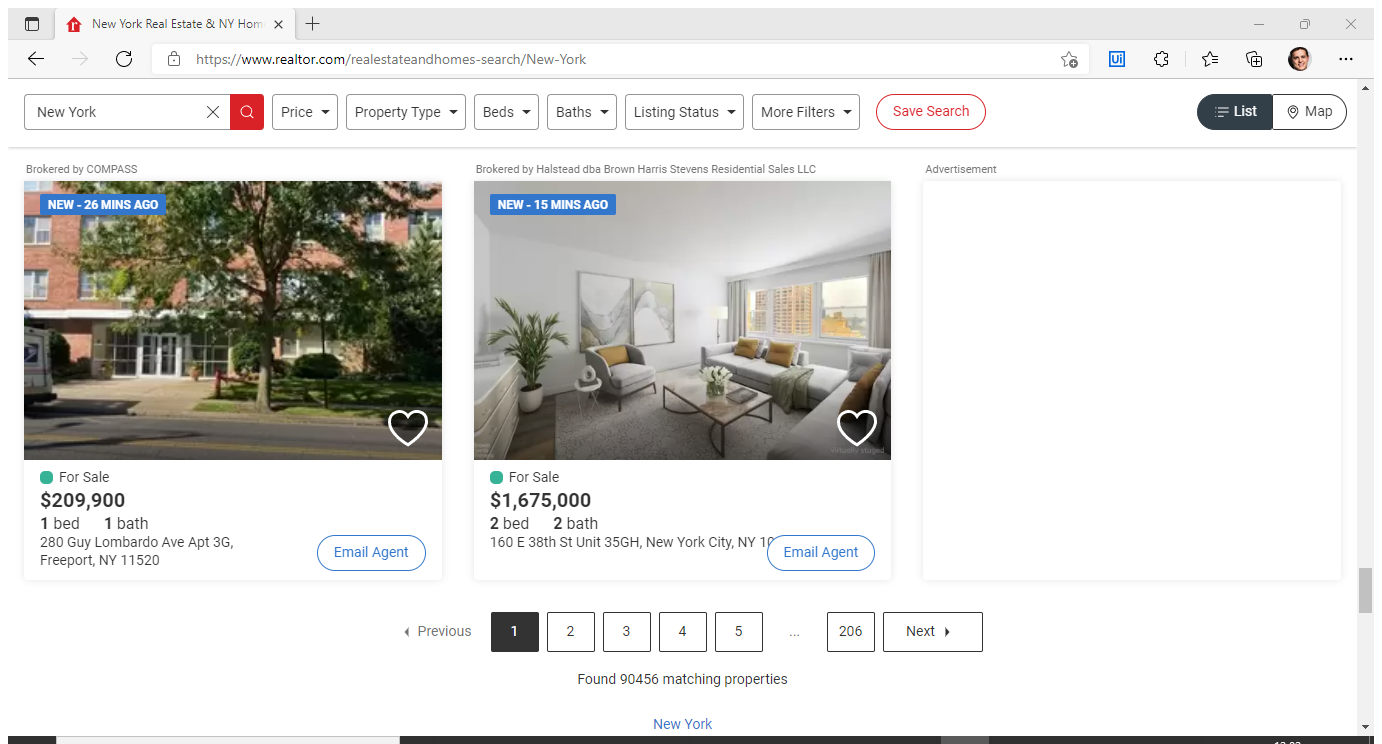 New York Real Estate & NY Hom
https://www.realtor.com/realestateandhomes-search/New-York
New York
Price
Property Type
Beds
Baths
Listing Status
More Filters
Save Search
List
Map
Brokered by COMPASS
NEW - 26 MINS AGO
For Sale
$209,900
1 bed 1 bath
280 Guy Lombardo Ave Apt 3G,
Freeport, NY 11520
Email Agent
Brokered by Halstead dba Brown Harris Stevens Residential Sales LLC
NEW - 15 MINS AGO
virtually staged
For Sale
$1,675,000
2 bed 2 bath
160 E 38th St Unit 35GH, New York City, NY 10
Email Agent
Advertisement
Previous
1
2
3
4
5
...
206
Next
Found 90456 matching properties
New York